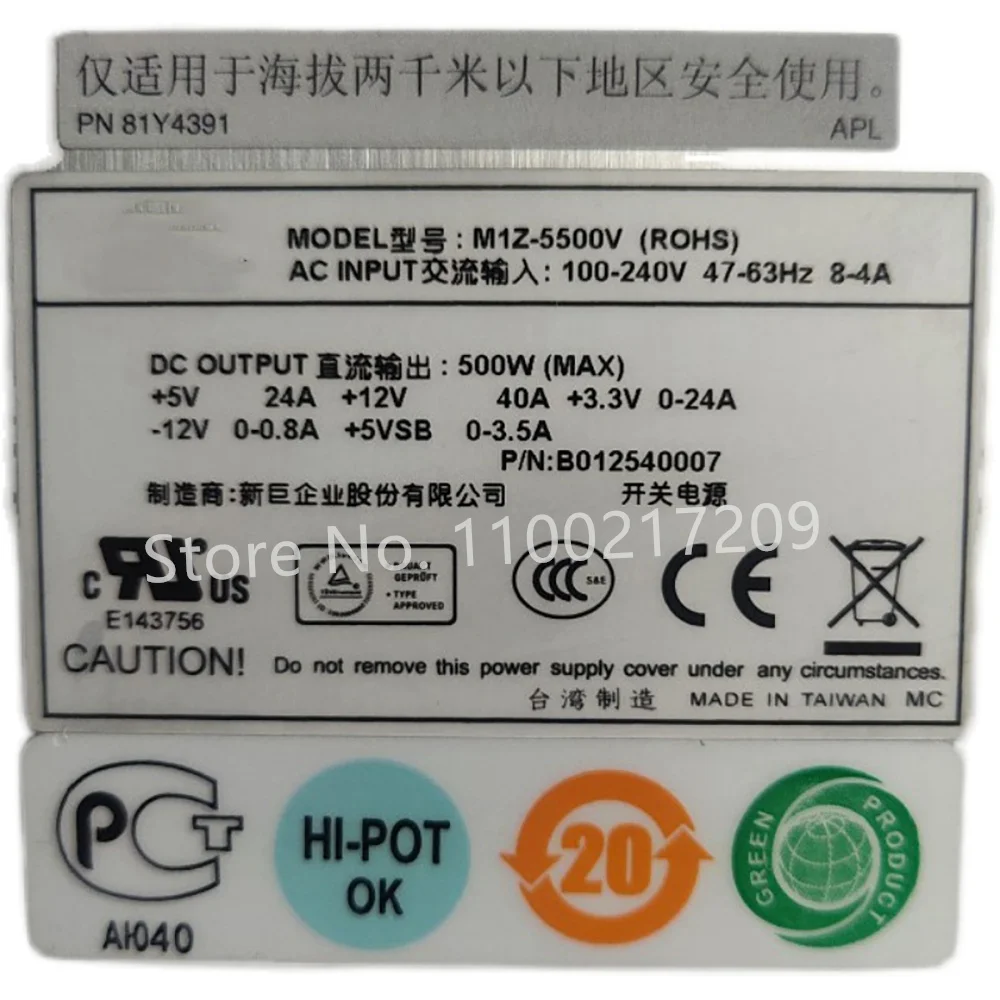 仅适用于海拔两千米以下地区安全使用。
PN 81Y4391 APL
MODEL型号: M1Z-5500V (ROHS)
AC INPUT交流输入: 100-240V 47-63Hz 8-4A
DC OUTPUT 直流输出: 500W (MAX)
+5V 24A +12V 40A +3.3V 0-24A
-12V 0-0.8A +5VSB 0-3.5A
P/N:B012540007
制造商:新巨企业股份有限公司 开关电源
Store No. 1100217209
c RU US
E143756
GEPRÜFT
• TYPE
APPROVED
CCC S&E
CE
CAUTION! Do not remove this power supply cover under any circumstances.
台湾制造 MADE IN TAIWAN MC
PCT
АЮ40
HI-POT
OK
20
GREEN PRODUCT